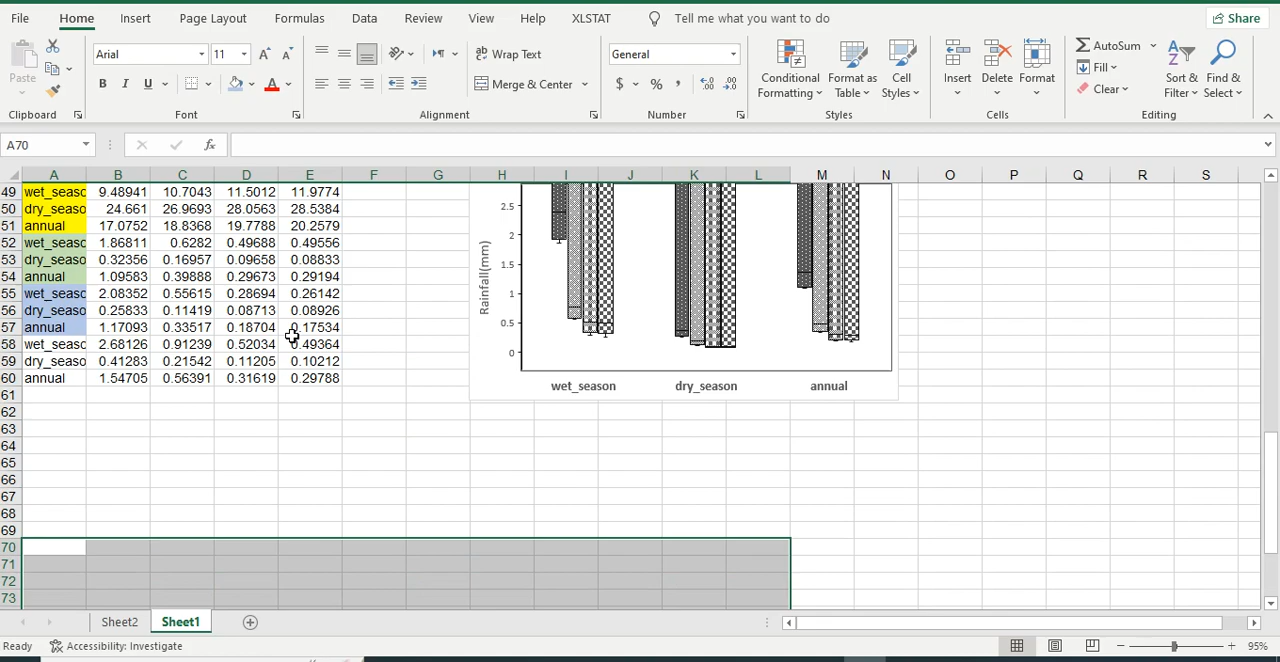 File Home Insert Page Layout Formulas Data Review View Help XLSTAT Tell me what you want to do Share
Paste
Arial 11 A A
B I U A
Wrap Text
Merge & Center
General
$ % ,
Conditional Formatting
Format as Table
Cell Styles
Insert Delete Format
AutoSum
Fill
Clear
Sort & Filter
Find & Select
Clipboard Font Alignment Number Styles Cells Editing
A70 fx
A B C D E F G H I J K L M N O P Q R S
49 wet_seaso 9.48941 10.7043 11.5012 11.9774
50 dry_seaso 24.661 26.9693 28.0563 28.5384
51 annual 17.0752 18.8368 19.7788 20.2579
52 wet_seaso 1.86811 0.6282 0.49688 0.49556
53 dry_seaso 0.32356 0.16957 0.09658 0.08833
54 annual 1.09583 0.39888 0.29673 0.29194
55 wet_seaso 2.08352 0.55615 0.28694 0.26142
56 dry_seaso 0.25833 0.11419 0.08713 0.08926
57 annual 1.17093 0.33517 0.18704 0.17534
58 wet_seaso 2.68126 0.91239 0.52034 0.49364
59 dry_seaso 0.41283 0.21542 0.11205 0.10212
60 annual 1.54705 0.56391 0.31619 0.29788
61
62
63
64
65
66
67
68
69
70
71
72
73
Rainfall(mm)
2.5
2
1.5
1
0.5
0
wet_season dry_season annual
Sheet2 Sheet1
Ready Accessibility: Investigate 95%